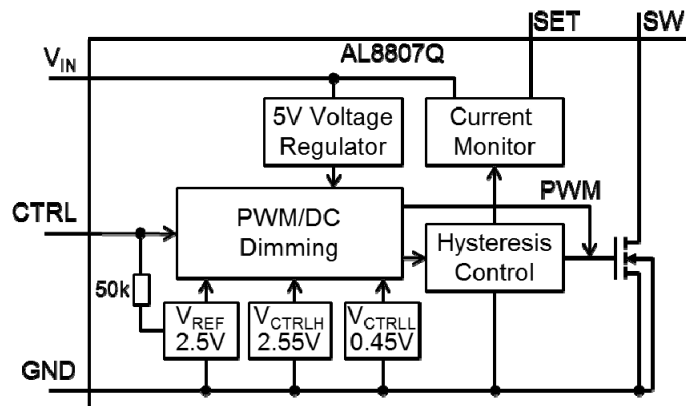 SET SW
V_IN AL8807Q
5V Voltage
Regulator
Current
Monitor
PWM
CTRL
PWM/DC
Dimming
Hysteresis
Control
50k
V_REF
2.5V
V_CTRLH
2.55V
V_CTRLL
0.45V
GND